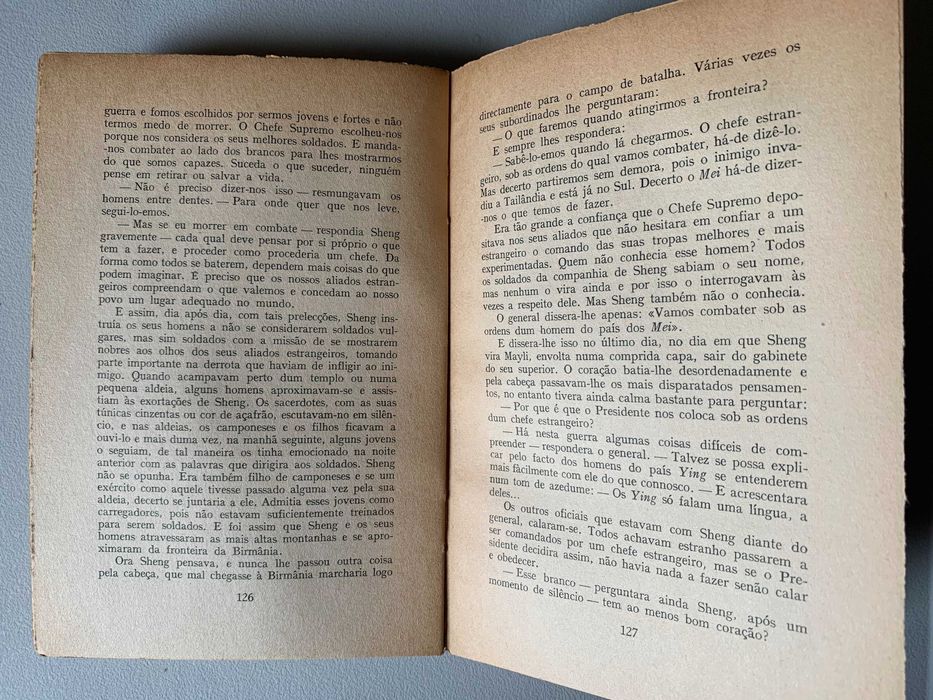 guerra e fomos escolhidos por sermos jovens e fortes e não
termos medo de morrer. O Chefe Supremo escolheu-nos
porque nos considera os seus melhores soldados. E manda-
-nos combater ao lado dos brancos para lhes mostrarmos
do que somos capazes. Suceda o que suceder, ninguém
pense em retirar ou salvar a vida.
— Não é preciso dizer-nos isso — resmungavam os
homens entre dentes. — Para onde quer que nos leve,
segui-lo-emos.
— Mas se eu morrer em combate — respondia Sheng
gravemente — cada qual deve pensar por si próprio o que
tem a fazer, e proceder como procederia um chefe. Da
forma como todos se baterem, dependem mais coisas do que
podem imaginar. É preciso que os nossos aliados estran-
geiros compreendam o que valemos e concedam ao nosso
povo um lugar adequado no mundo.
E assim, dia após dia, com tais prelecções, Sheng ins-
truía os seus homens a não se considerarem soldados vul-
gares, mas sim soldados com a missão de se mostrarem
nobres aos olhos dos seus aliados estrangeiros, tomando
parte importante na derrota que haviam de infligir ao ini-
migo. Quando acampavam perto dum templo ou numa
pequena aldeia, alguns homens aproximavam-se e assis-
tiam às exortações de Sheng. Os sacerdotes, com as suas
túnicas cinzentas ou cor de açafrão, escutavam-no em silên-
cio, e nas aldeias, os camponeses e os filhos ficavam a
ouvi-lo e mais duma vez, na manhã seguinte, alguns jovens
o seguiam, de tal maneira os tinha emocionado na noite
anterior com as palavras que dirigira aos soldados. Sheng
não se opunha. Era também filho de camponeses e se um
exército como aquele tivesse passado alguma vez pela sua
aldeia, decerto se juntaria a ele. Admitia esses jovens como
carregadores, pois não estavam suficientemente treinados
para serem soldados. E foi assim que Sheng e os seus
homens atravessaram as mais altas montanhas e se apro-
ximaram da fronteira da Birmânia.
Ora Sheng pensava, e nunca lhe passou outra coisa
pela cabeça, que mal chegasse à Birmânia marcharia logo
126
directamente para o campo de batalha. Várias vezes os
seus subordinados lhe perguntaram:
— O que faremos quando atingirmos a fronteira?
E sempre lhes respondera:
— Sabê-lo-emos quando lá chegarmos. O chefe estran-
geiro, sob as ordens do qual vamos combater, há-de dizê-lo.
Mas decerto partiremos sem demora, pois o inimigo inva-
diu a Tailândia e está já no Sul. Decerto o Mei há-de dizer-
-nos o que temos de fazer.
Era tão grande a confiança que o Chefe Supremo depo-
sitava nos seus aliados que não hesitara em confiar a um
estrangeiro o comando das suas tropas melhores e mais
experimentadas. Quem não conhecia esse homem? Todos
os soldados da companhia de Sheng sabiam o seu nome,
mas nenhum o vira ainda e por isso o interrogavam às
vezes a respeito dele. Mas Sheng também não o conhecia.
O general dissera-lhe apenas: «Vamos combater sob as
ordens dum homem do país dos Mei».
E dissera-lhe isso no último dia, no dia em que Sheng
vira Mayli, envolta numa comprida capa, sair do gabinete
do seu superior. O coração batia-lhe desordenadamente e
pela cabeça passavam-lhe os mais disparatados pensamen-
tos, no entanto tivera ainda calma bastante para perguntar:
— Por que é que o Presidente nos coloca sob as ordens
dum chefe estrangeiro?
— Há nesta guerra algumas coisas difíceis de com-
preender — respondera o general. — Talvez se possa expli-
car pelo facto dos homens do país Ying se entenderem
mais fàcilmente com ele do que connosco. — E acrescentara
num tom de azedume: — Os Ying só falam uma língua, a
deles...
Os outros oficiais que estavam com Sheng diante do
general, calaram-se. Todos achavam estranho passarem a
ser comandados por um chefe estrangeiro, mas se o Pre-
sidente decidira assim, não havia nada a fazer senão calar
e obedecer.
— Esse branco — perguntara ainda Sheng, após um
momento de silêncio — tem ao menos bom coração?
127